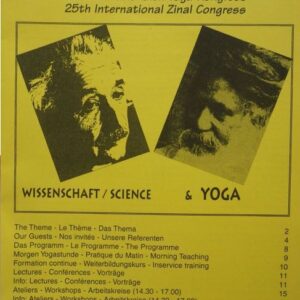 25th International Zinal Congress
WISSENSCHAFT / SCIENCE & YOGA
The Theme - Le Thème - Das Thema 2
Our Guests - Nos invités - Unsere Referenten 4
Das Programm - Le Programme - The Programme 8
Morgen Yogastunde - Pratique du Matin - Morning Teaching 9
Formation continue - Weiterbildungskurs - Inservice training 10
Lectures - Conférences - Vorträge 11
Info: Lectures - Conférences - Vorträge 11
Ateliers - Workshops - Arbeitskreise (14.30 - 17.00) 15